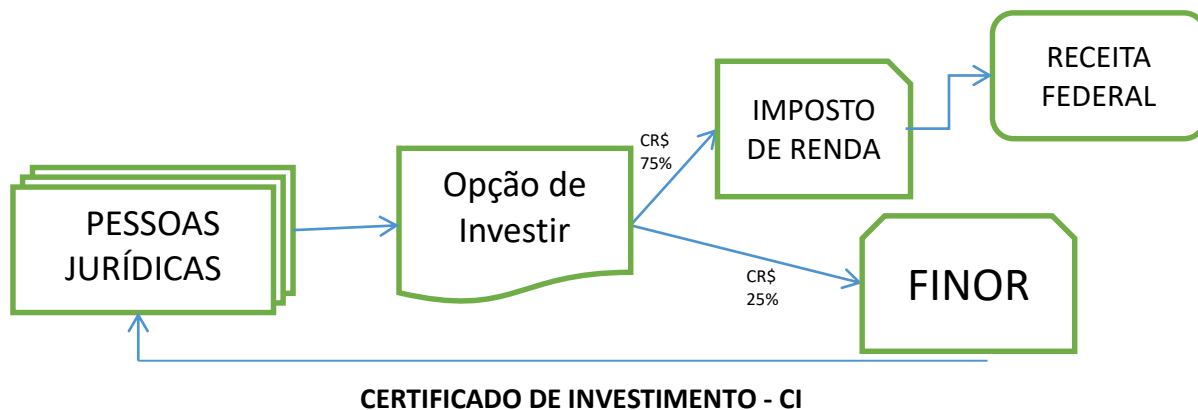 PESSOAS
JURÍDICAS
Opção de
Investir
CR$
75%
IMPOSTO
DE RENDA
RECEITA
FEDERAL
CR$
25%
FINOR
CERTIFICADO DE INVESTIMENTO - CI